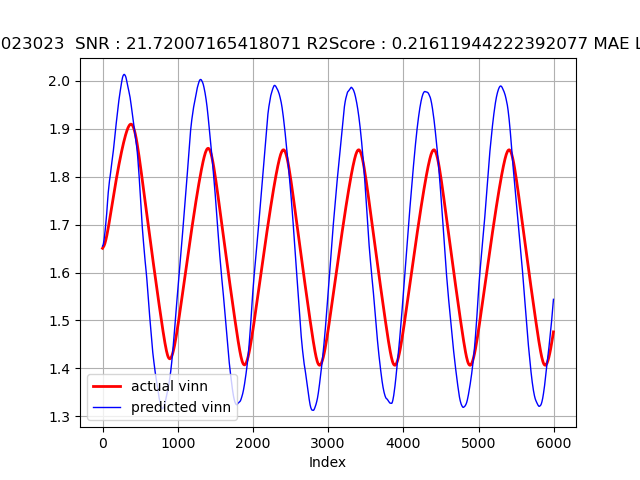 023023  SNR : 21.72007165418071 R2Score : 0.21611944222392077 MAE L
2.0
1.9
1.8
1.7
1.6
1.5
1.4
1.3
actual vinn
predicted vinn
0 1000 2000 3000 4000 5000 6000
Index